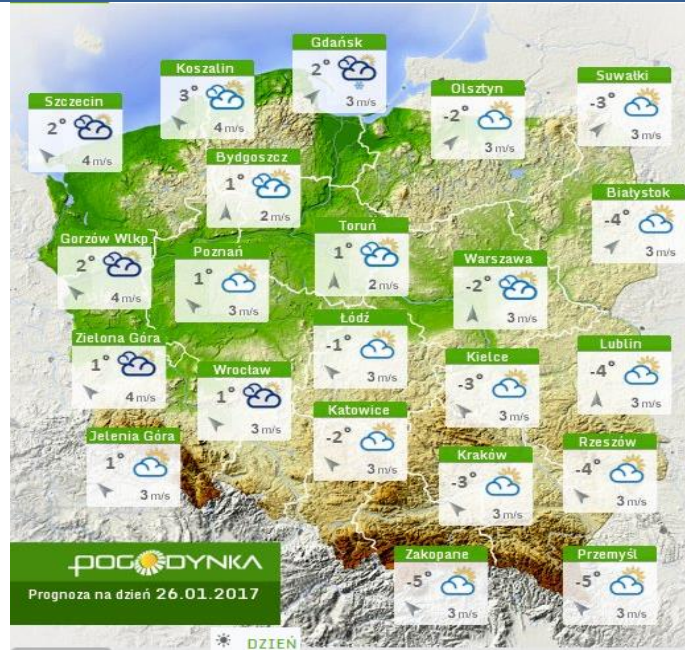 Gdańsk
2°
3 m/s
Koszalin
3°
4 m/s
Szczecin
2°
4 m/s
Olsztyn
-2°
3 m/s
Suwałki
-3°
3 m/s
Bydgoszcz
1°
2 m/s
Białystok
-4°
3 m/s
Gorzów Wlkp.
2°
4 m/s
Poznań
1°
3 m/s
Toruń
1°
2 m/s
Warszawa
-2°
3 m/s
Zielona Góra
1°
4 m/s
Łódź
-1°
3 m/s
Kielce
-3°
3 m/s
Lublin
-4°
3 m/s
Wrocław
1°
3 m/s
Jelenia Góra
1°
3 m/s
Katowice
-2°
3 m/s
Kraków
-3°
3 m/s
Rzeszów
-4°
3 m/s
Zakopane
-5°
3 m/s
Przemyśl
-5°
3 m/s
POGODYNKA
Prognoza na dzień 26.01.2017
DZIEŃ